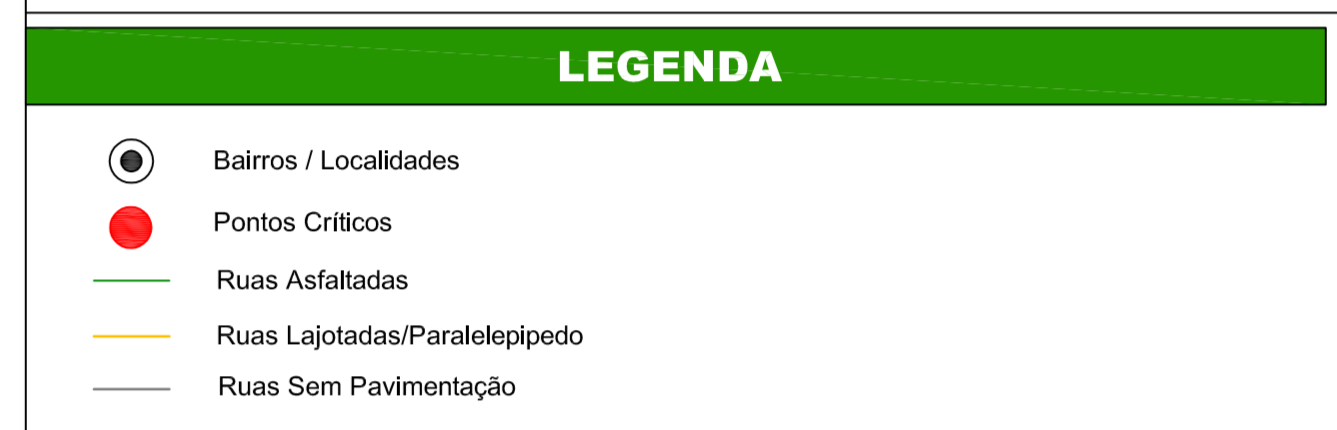 LEGENDA
Bairros / Localidades
Pontos Críticos
Ruas Asfaltadas
Ruas Lajotadas/Paralelepipedo
Ruas Sem Pavimentação